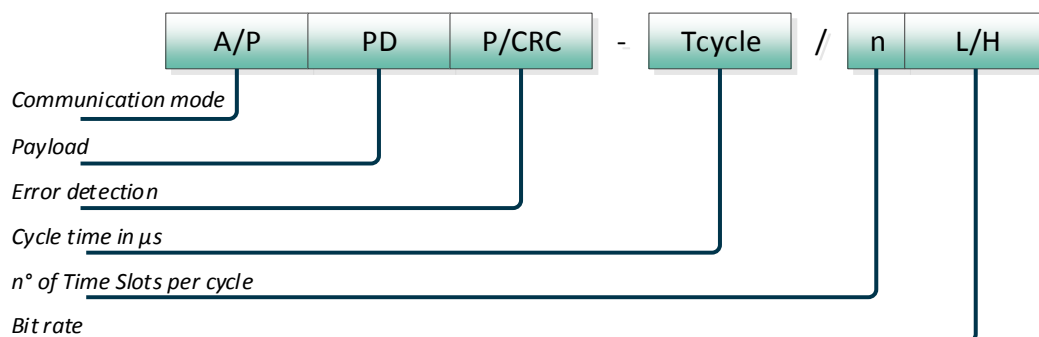 A/P PD P/CRC - Tcycle / n L/H
Communication mode
Payload
Error detection
Cycle time in µs
n° of Time Slots per cycle
Bit rate